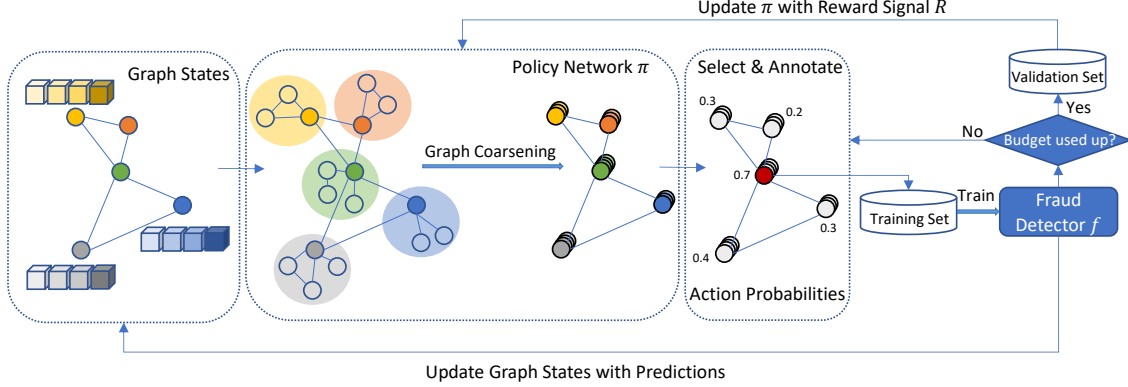 Update π with Reward Signal R
Graph States
Policy Network π
Select & Annotate
Validation Set
0.3
0.2
Yes
No
Budget used up?
Graph Coarsening
0.7
Train
Training Set
Fraud
Detector f
0.3
0.4
Action Probabilities
Update Graph States with Predictions